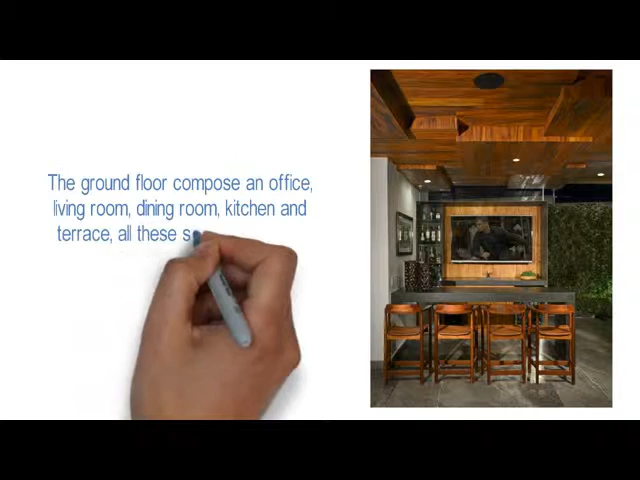 The ground floor compose an office,
living room, dining room, kitchen and
terrace, all these s